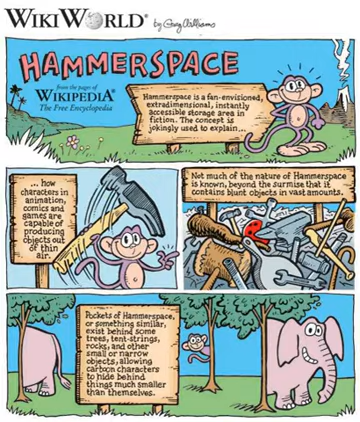 WIKIWORLD® by Greg Williams
HAMMERSPACE
from the pages of
WIKIPEDIA®
The Free Encyclopedia
Hammerspace is a fan-envisioned,
extradimensional, instantly
accessible storage area in
fiction. The concept is
jokingly used to explain...
... how
characters in
animation,
comics and
games are
capable of
producing
objects out
of thin
air.
Not much of the nature of Hammerspace
is known, beyond the surmise that it
contains blunt objects in vast amounts.
Pockets of Hammerspace,
or something similar,
exist behind some
trees, tent-strings,
rocks, and other
small or narrow
objects, allowing
cartoon characters
to hide behind
things much smaller
than themselves.